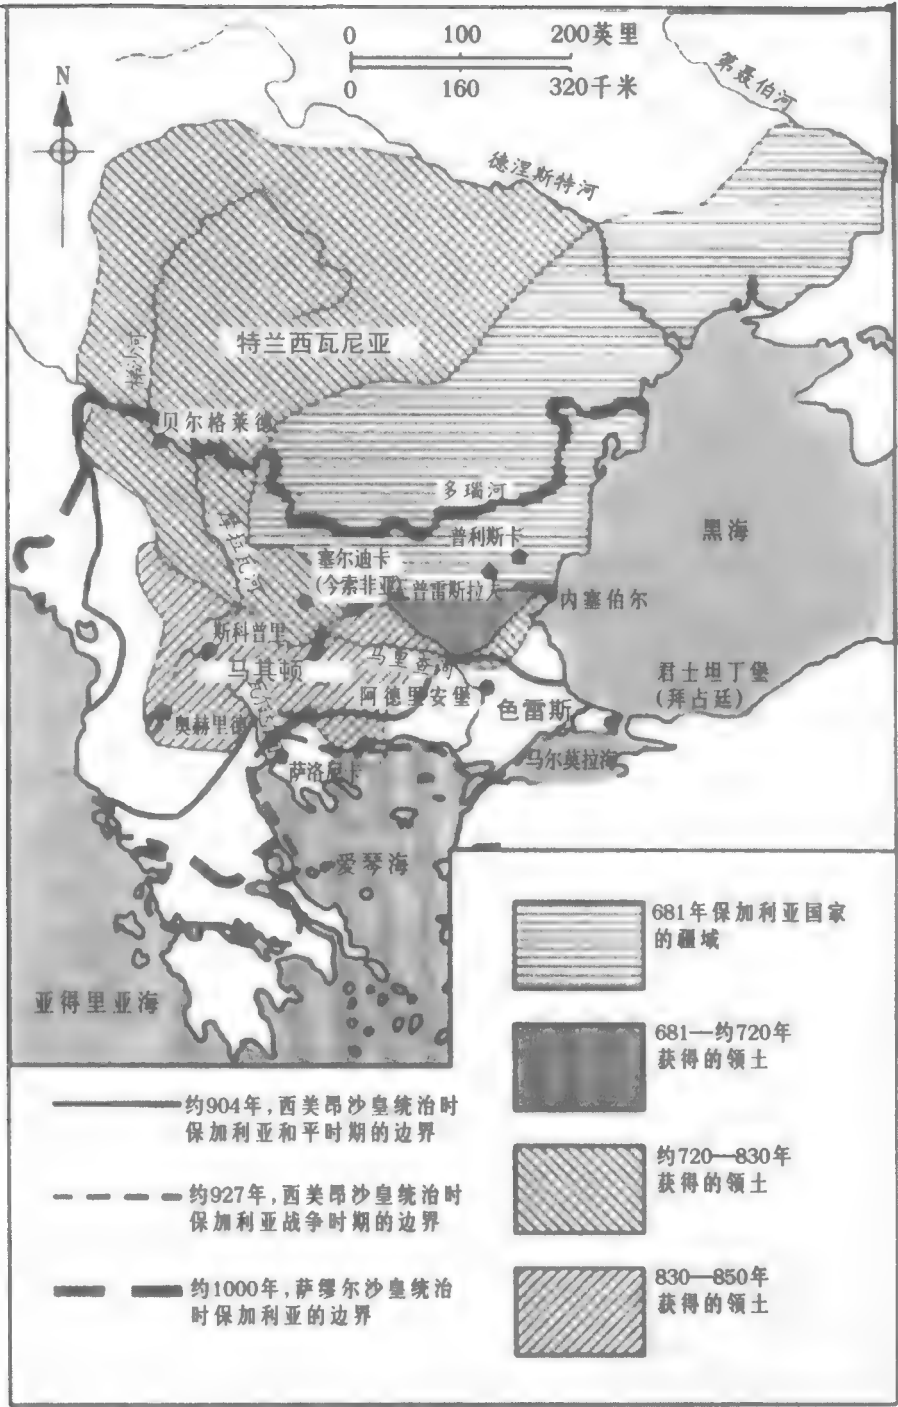 0 100 200英里
0 160 320千米
N
第聂伯河
德涅斯特河
特兰西瓦尼亚
贝尔格莱德
多瑙河
黑海
普利斯卡
塞尔迪卡
(今索非亚)
普雷斯拉夫
内塞伯尔
斯科普里
马其顿
阿德里安堡
色雷斯
君士坦丁堡
(拜占廷)
奥赫里德
萨洛尼卡
马尔莫拉海
爱琴海
亚得里亚海
681年保加利亚国家
的疆域
681—约720年
获得的领土
约720—830年
获得的领土
830—850年
获得的领土
约904年,西美昂沙皇统治时
保加利亚和平时期的边界
约927年,西美昂沙皇统治时
保加利亚战争时期的边界
约1000年,萨缪尔沙皇统治
时保加利亚的边界